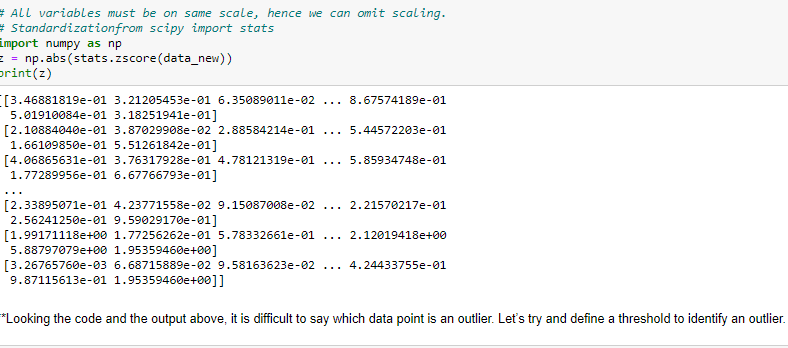 # All variables must be on same scale, hence we can omit scaling.
# Standardizationfrom scipy import stats
import numpy as np
z = np.abs(stats.zscore(data_new))
print(z)
[[3.46881819e-01 3.21205453e-01 6.35089011e-02 ... 8.67574189e-01
5.01910084e-01 3.18251941e-01]
[2.10884040e-01 3.87029908e-02 2.88584214e-01 ... 5.44572203e-01
1.66109850e-01 5.51261842e-01]
[4.06865631e-01 3.76317928e-01 4.78121319e-01 ... 5.85934748e-01
1.77289956e-01 6.67766793e-01]
...
[2.33895071e-01 4.23771558e-02 9.15087008e-02 ... 2.21570217e-01
2.56241250e-01 9.59029170e-01]
[1.99171118e+00 1.77256262e-01 5.78332661e-01 ... 2.12019418e+00
5.88797079e+00 1.95359460e+00]
[3.26765760e-03 6.68715889e-02 9.58163623e-02 ... 4.24433755e-01
9.87115613e-01 1.95359460e+00]]
**Looking the code and the output above, it is difficult to say which data point is an outlier. Let's try and define a threshold to identify an outlier.